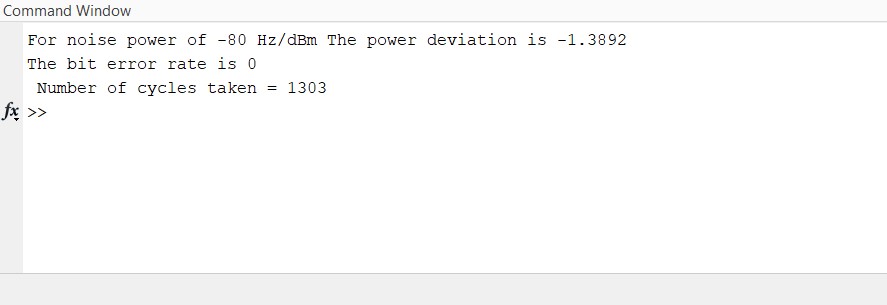 Command Window
For noise power of -80 Hz/dBm The power deviation is -1.3892
The bit error rate is 0
Number of cycles taken = 1303
fx >>